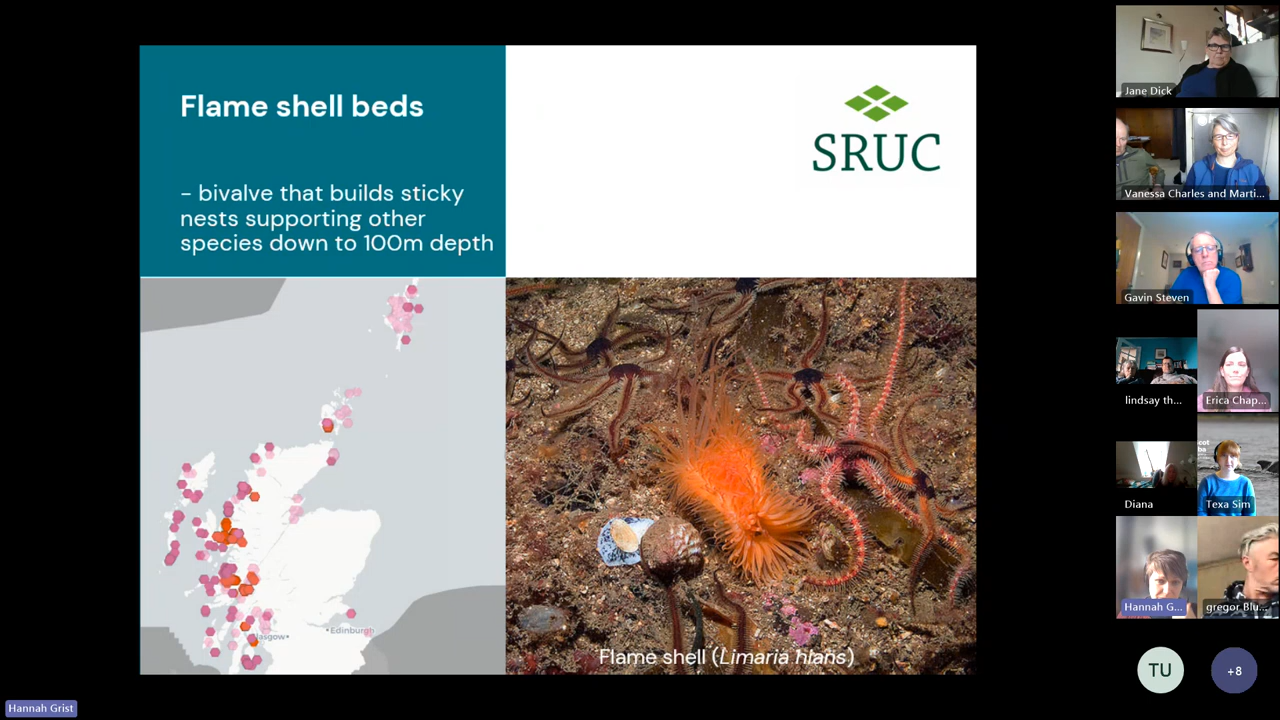 Flame shell beds
- bivalve that builds sticky
nests supporting other
species down to 100m depth
SRUC
Edinburgh
Flame shell (Limaria hians)
Jane Dick
Vanessa Charles and Marti...
Gavin Steven
lindsay th...
Erica Chap...
Diana
Texa Sim
Hannah G...
gregor Blu...
TU
+8
Hannah Grist